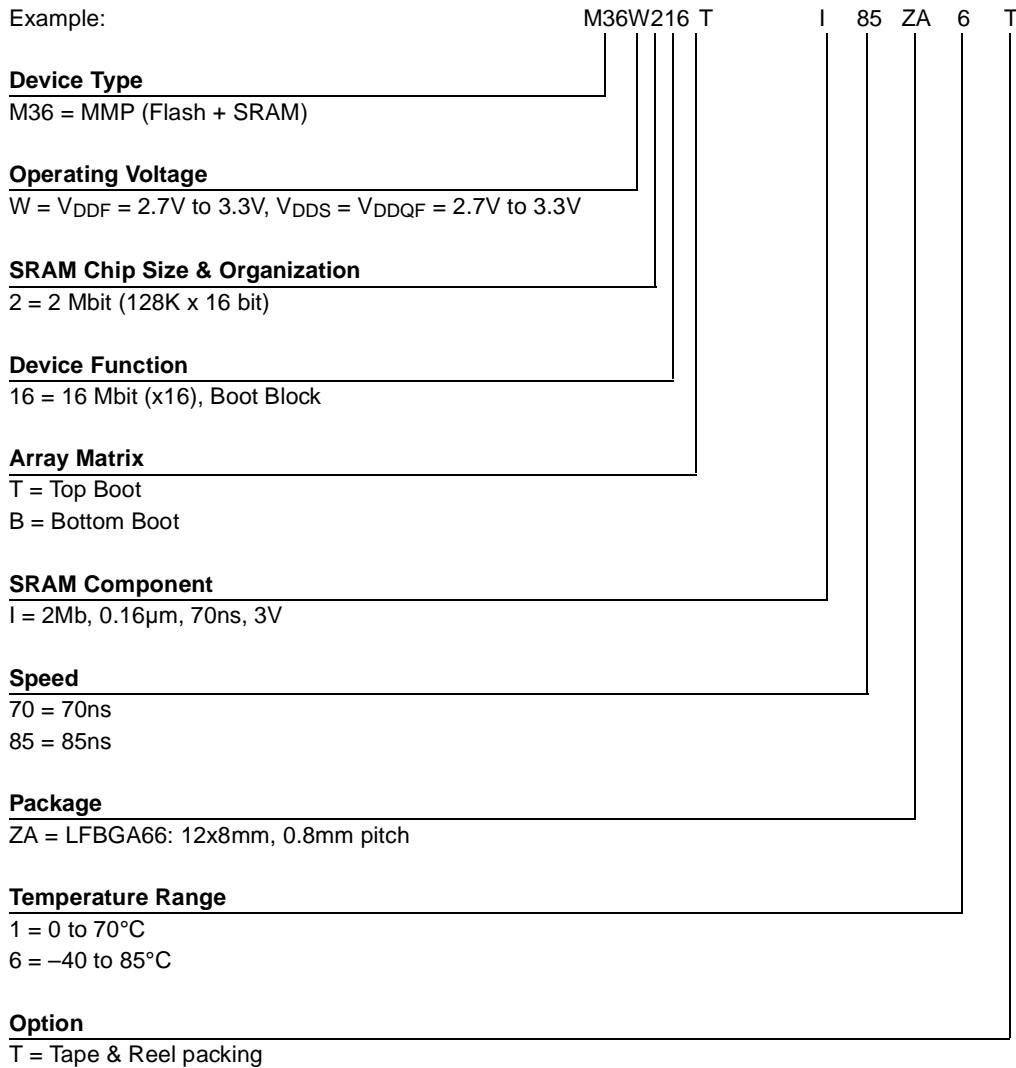 Example: M36W216 T I 85 ZA 6 T
Device Type
M36 = MMP (Flash + SRAM)
Operating Voltage
W = VDDF = 2.7V to 3.3V, VDDS = VDDQF = 2.7V to 3.3V
SRAM Chip Size & Organization
2 = 2 Mbit (128K x 16 bit)
Device Function
16 = 16 Mbit (x16), Boot Block
Array Matrix
T = Top Boot
B = Bottom Boot
SRAM Component
I = 2Mb, 0.16µm, 70ns, 3V
Speed
70 = 70ns
85 = 85ns
Package
ZA = LFBGA66: 12x8mm, 0.8mm pitch
Temperature Range
1 = 0 to 70°C
6 = –40 to 85°C
Option
T = Tape & Reel packing